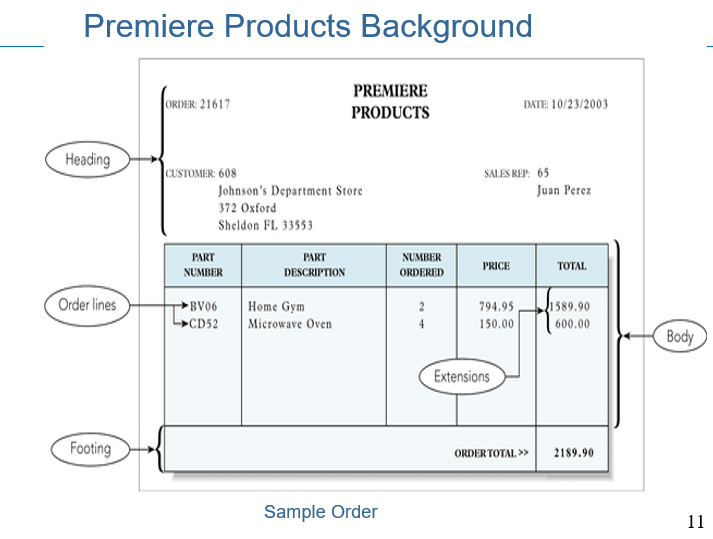 Premiere Products Background
PREMIERE
PRODUCTS
ORDER: 21617
DATE: 10/23/2003
Heading
CUSTOMER: 608
Johnson's Department Store
372 Oxford
Sheldon FL 33553
SALES REP: 65
Juan Perez
PART NUMBER PART DESCRIPTION NUMBER ORDERED PRICE TOTAL
Order lines
BV06 Home Gym 2 794.95 1589.90
CD52 Microwave Oven 4 150.00 600.00
Body
Extensions
Footing
ORDER TOTAL >> 2189.90
Sample Order
11